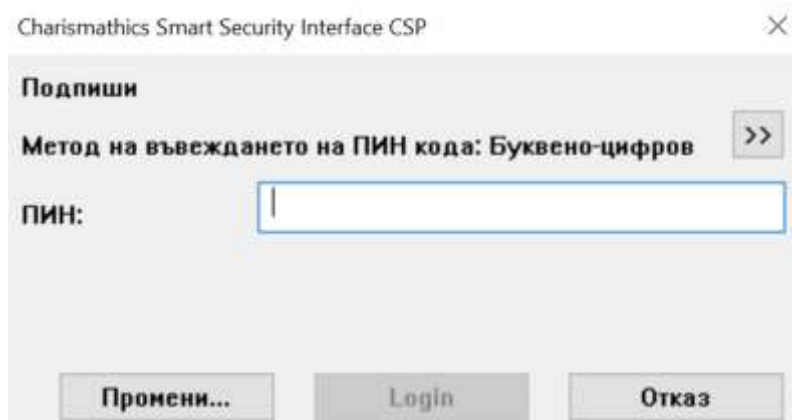 Charismathics Smart Security Interface CSP
Подпиши
Метод на въвеждането на ПИН кода: Буквено-цифров >>
ПИН:
Промени... Login Отказ